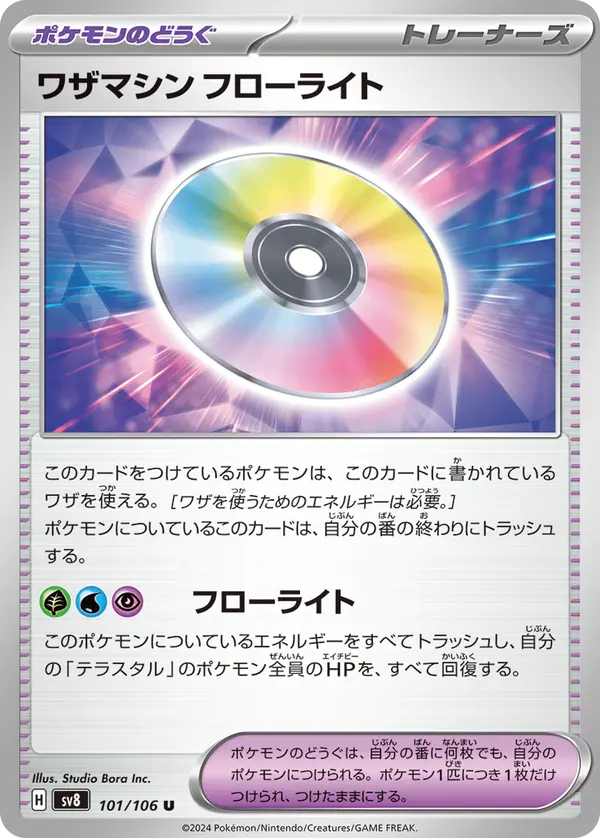 ポケモンのどうぐ
トレーナーズ
ワザマシン フローライト
このカードをつけているポケモンは、このカードに書かれている
ワザを使える。[ワザを使うためのエネルギーは必要。]
ポケモンについているこのカードは、自分の番の終わりにトラッシュ
する。
フローライト
このポケモンについているエネルギーをすべてトラッシュし、自分
の「テラスタル」のポケモン全員のHPを、すべて回復する。
ポケモンのどうぐは、自分の番に何枚でも、自分の
ポケモンにつけられる。ポケモン1匹につき1枚だけ
つけられ、つけたままにする。
Illus. Studio Bora Inc.
H sv8 101/106 U
©2024 Pokémon/Nintendo/Creatures/GAME FREAK.